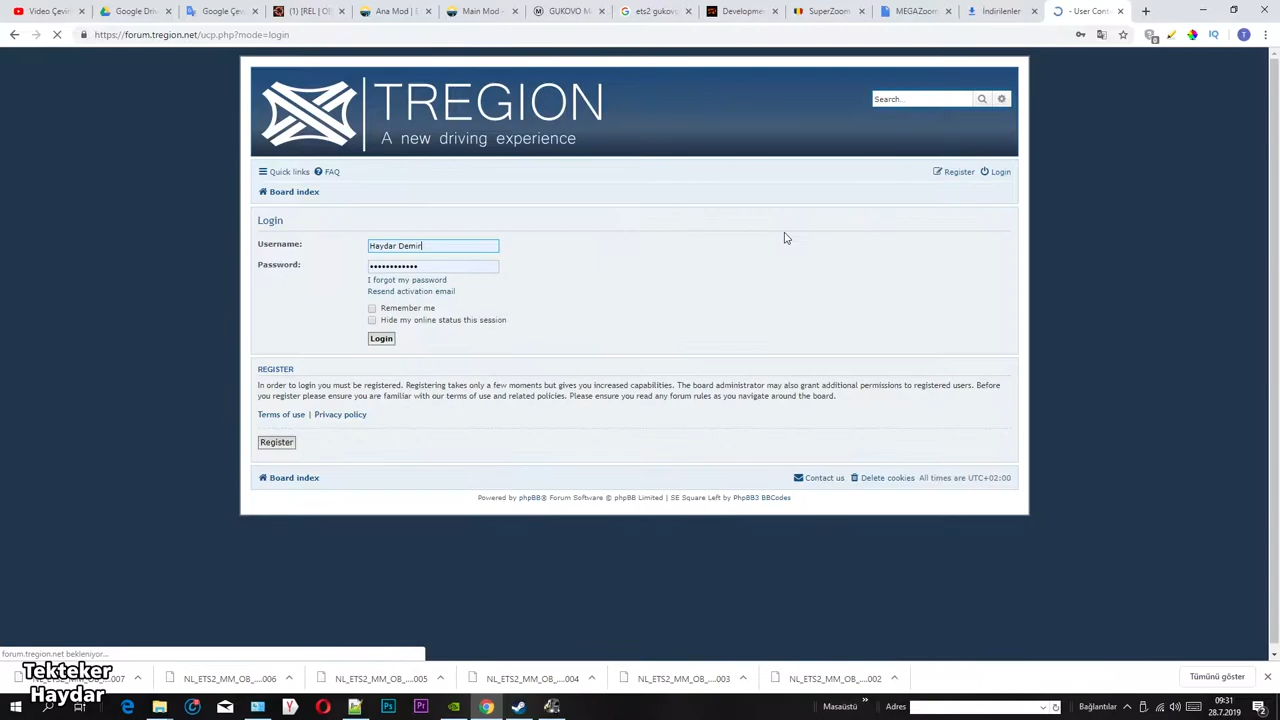 Video Çeviri
Google Driv
Google Çev
(1) [REL] [OB
Ana Mod | E
Main Mod -
GUKOVO M
ets2 gukovo
Developme
SuperZoom
MEGAZoom
İndirilenler
- User Cont
https://forum.tregion.net/ucp.php?mode=login
TREGION
A new driving experience
Search...
Quick links FAQ Register Login
Board index
Login
Username: Haydar Demir
Password: ••••••••••••
I forgot my password
Resend activation email
Remember me
Hide my online status this session
Login
REGISTER
In order to login you must be registered. Registering takes only a few moments but gives you increased capabilities. The board administrator may also grant additional permissions to registered users. Before
you register please ensure you are familiar with our terms of use and related policies. Please ensure you read any forum rules as you navigate around the board.
Terms of use | Privacy policy
Register
Board index Contact us Delete cookies All times are UTC+02:00
Powered by phpBB® Forum Software © phpBB Limited | SE Square Left by PhpBB3 BBCodes
forum.tregion.net bekleniyor...
NL_ETS2_MM_OB_....006 NL_ETS2_MM_OB_....005 NL_ETS2_MM_OB_....004 NL_ETS2_MM_OB_....003 NL_ETS2_MM_OB_....002 Tümünü göster
Tekteker
Haydar
Masaüstü Adres Bağlantılar
09:31
28.7.2019